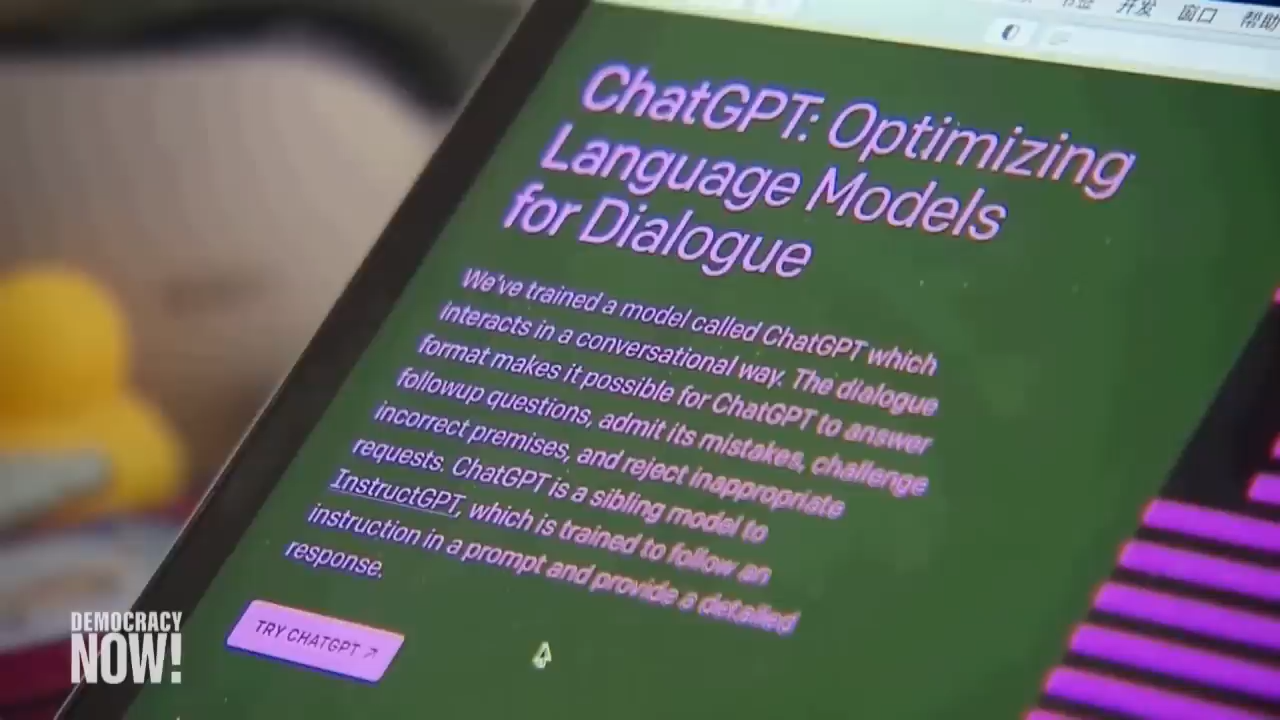 开发 窗口 帮助
ChatGPT: Optimizing
Language Models
for Dialogue
We've trained a model called ChatGPT which
interacts in a conversational way. The dialogue
format makes it possible for ChatGPT to answer
followup questions, admit its mistakes, challenge
incorrect premises, and reject inappropriate
requests. ChatGPT is a sibling model to
InstructGPT, which is trained to follow an
instruction in a prompt and provide a detailed
response.
TRY CHATGPT ↗
DEMOCRACY
NOW!